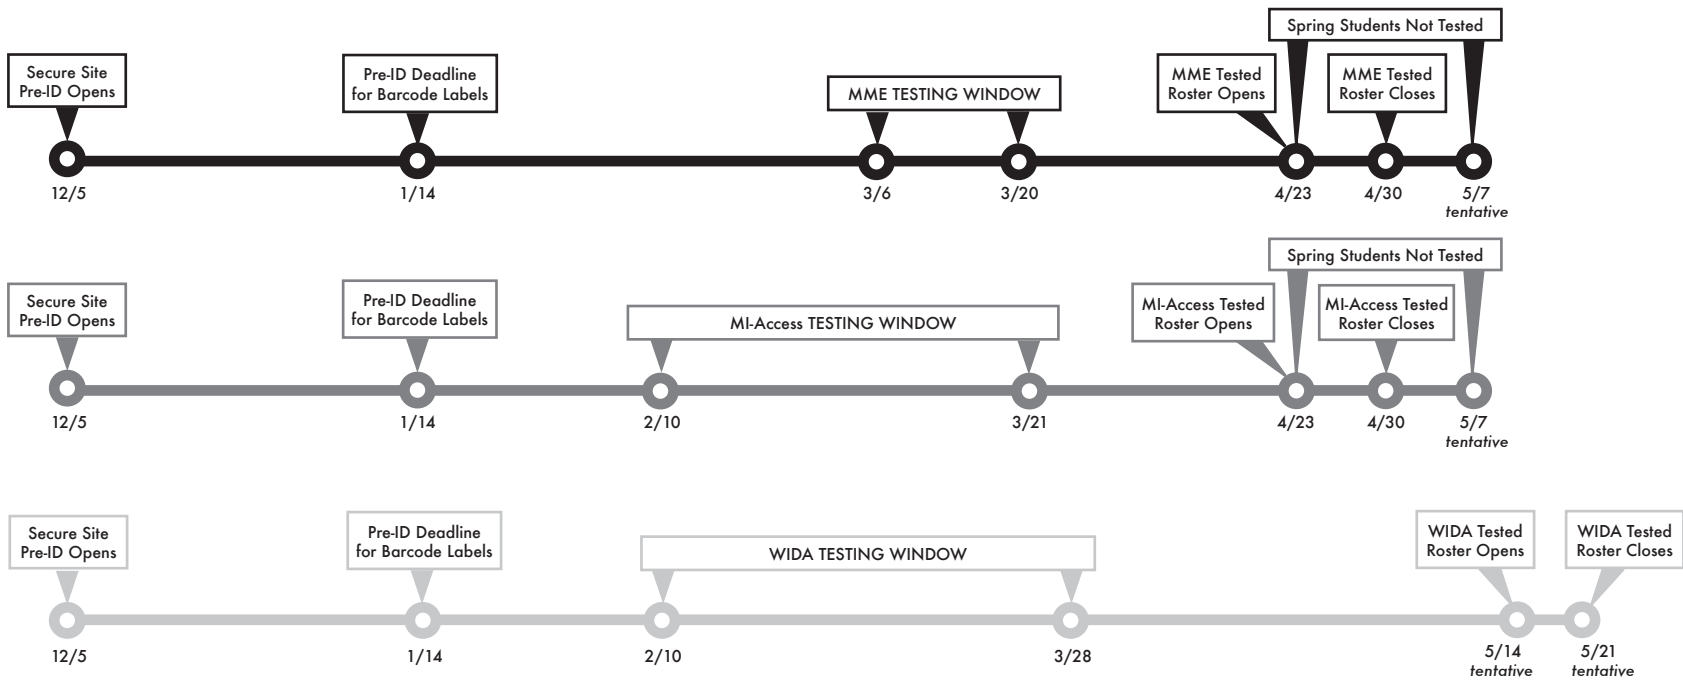 Spring Students Not Tested
Secure Site
Pre-ID Opens
Pre-ID Deadline
for Barcode Labels
MME TESTING WINDOW
MME Tested
Roster Opens
MME Tested
Roster Closes
12/5
1/14
3/6
3/20
4/23
4/30
5/7
tentative
Spring Students Not Tested
Secure Site
Pre-ID Opens
Pre-ID Deadline
for Barcode Labels
MI-Access TESTING WINDOW
MI-Access Tested
Roster Opens
MI-Access Tested
Roster Closes
12/5
1/14
2/10
3/21
4/23
4/30
5/7
tentative
Secure Site
Pre-ID Opens
Pre-ID Deadline
for Barcode Labels
WIDA TESTING WINDOW
WIDA Tested
Roster Opens
WIDA Tested
Roster Closes
12/5
1/14
2/10
3/28
5/14
tentative
5/21
tentative